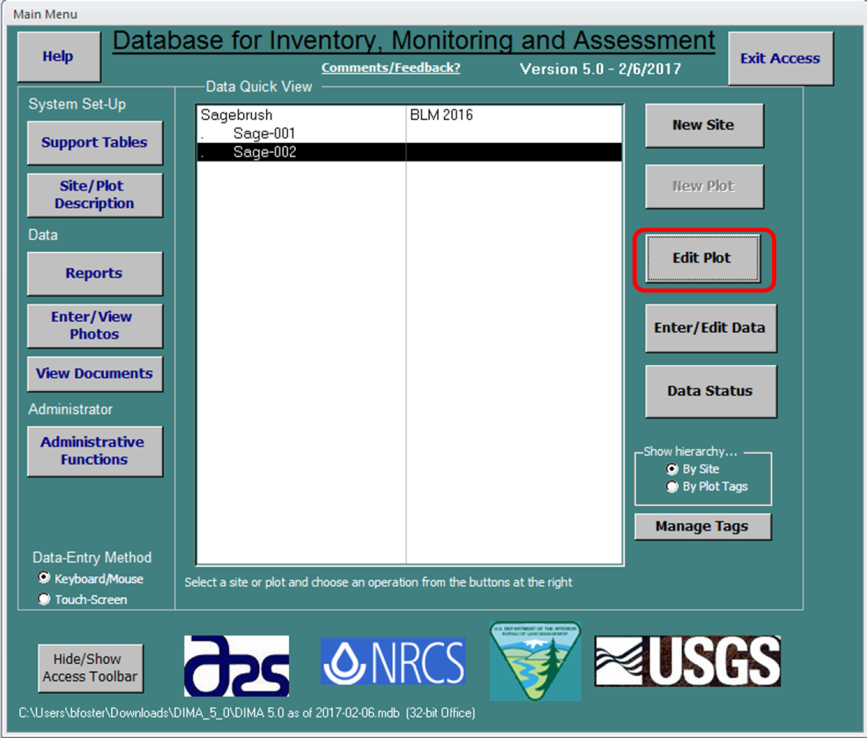 Main Menu
Help
Database for Inventory, Monitoring and Assessment
Comments/Feedback?
Version 5.0 - 2/6/2017
Exit Access
System Set-Up
Support Tables
Site/Plot
Description
Data
Reports
Enter/View
Photos
View Documents
Administrator
Administrative
Functions
Data-Entry Method
Keyboard/Mouse
Touch-Screen
Data Quick View
Sagebrush BLM 2016
. Sage-001
. Sage-002
Select a site or plot and choose an operation from the buttons at the right
New Site
New Plot
Edit Plot
Enter/Edit Data
Data Status
Show hierarchy...
By Site
By Plot Tags
Manage Tags
Hide/Show
Access Toolbar
NRCS
U.S. DEPARTMENT OF THE INTERIOR
BUREAU OF LAND MANAGEMENT
USGS
C:\Users\bfoster\Downloads\DIMA_5_0\DIMA 5.0 as of 2017-02-06.mdb (32-bit Office)